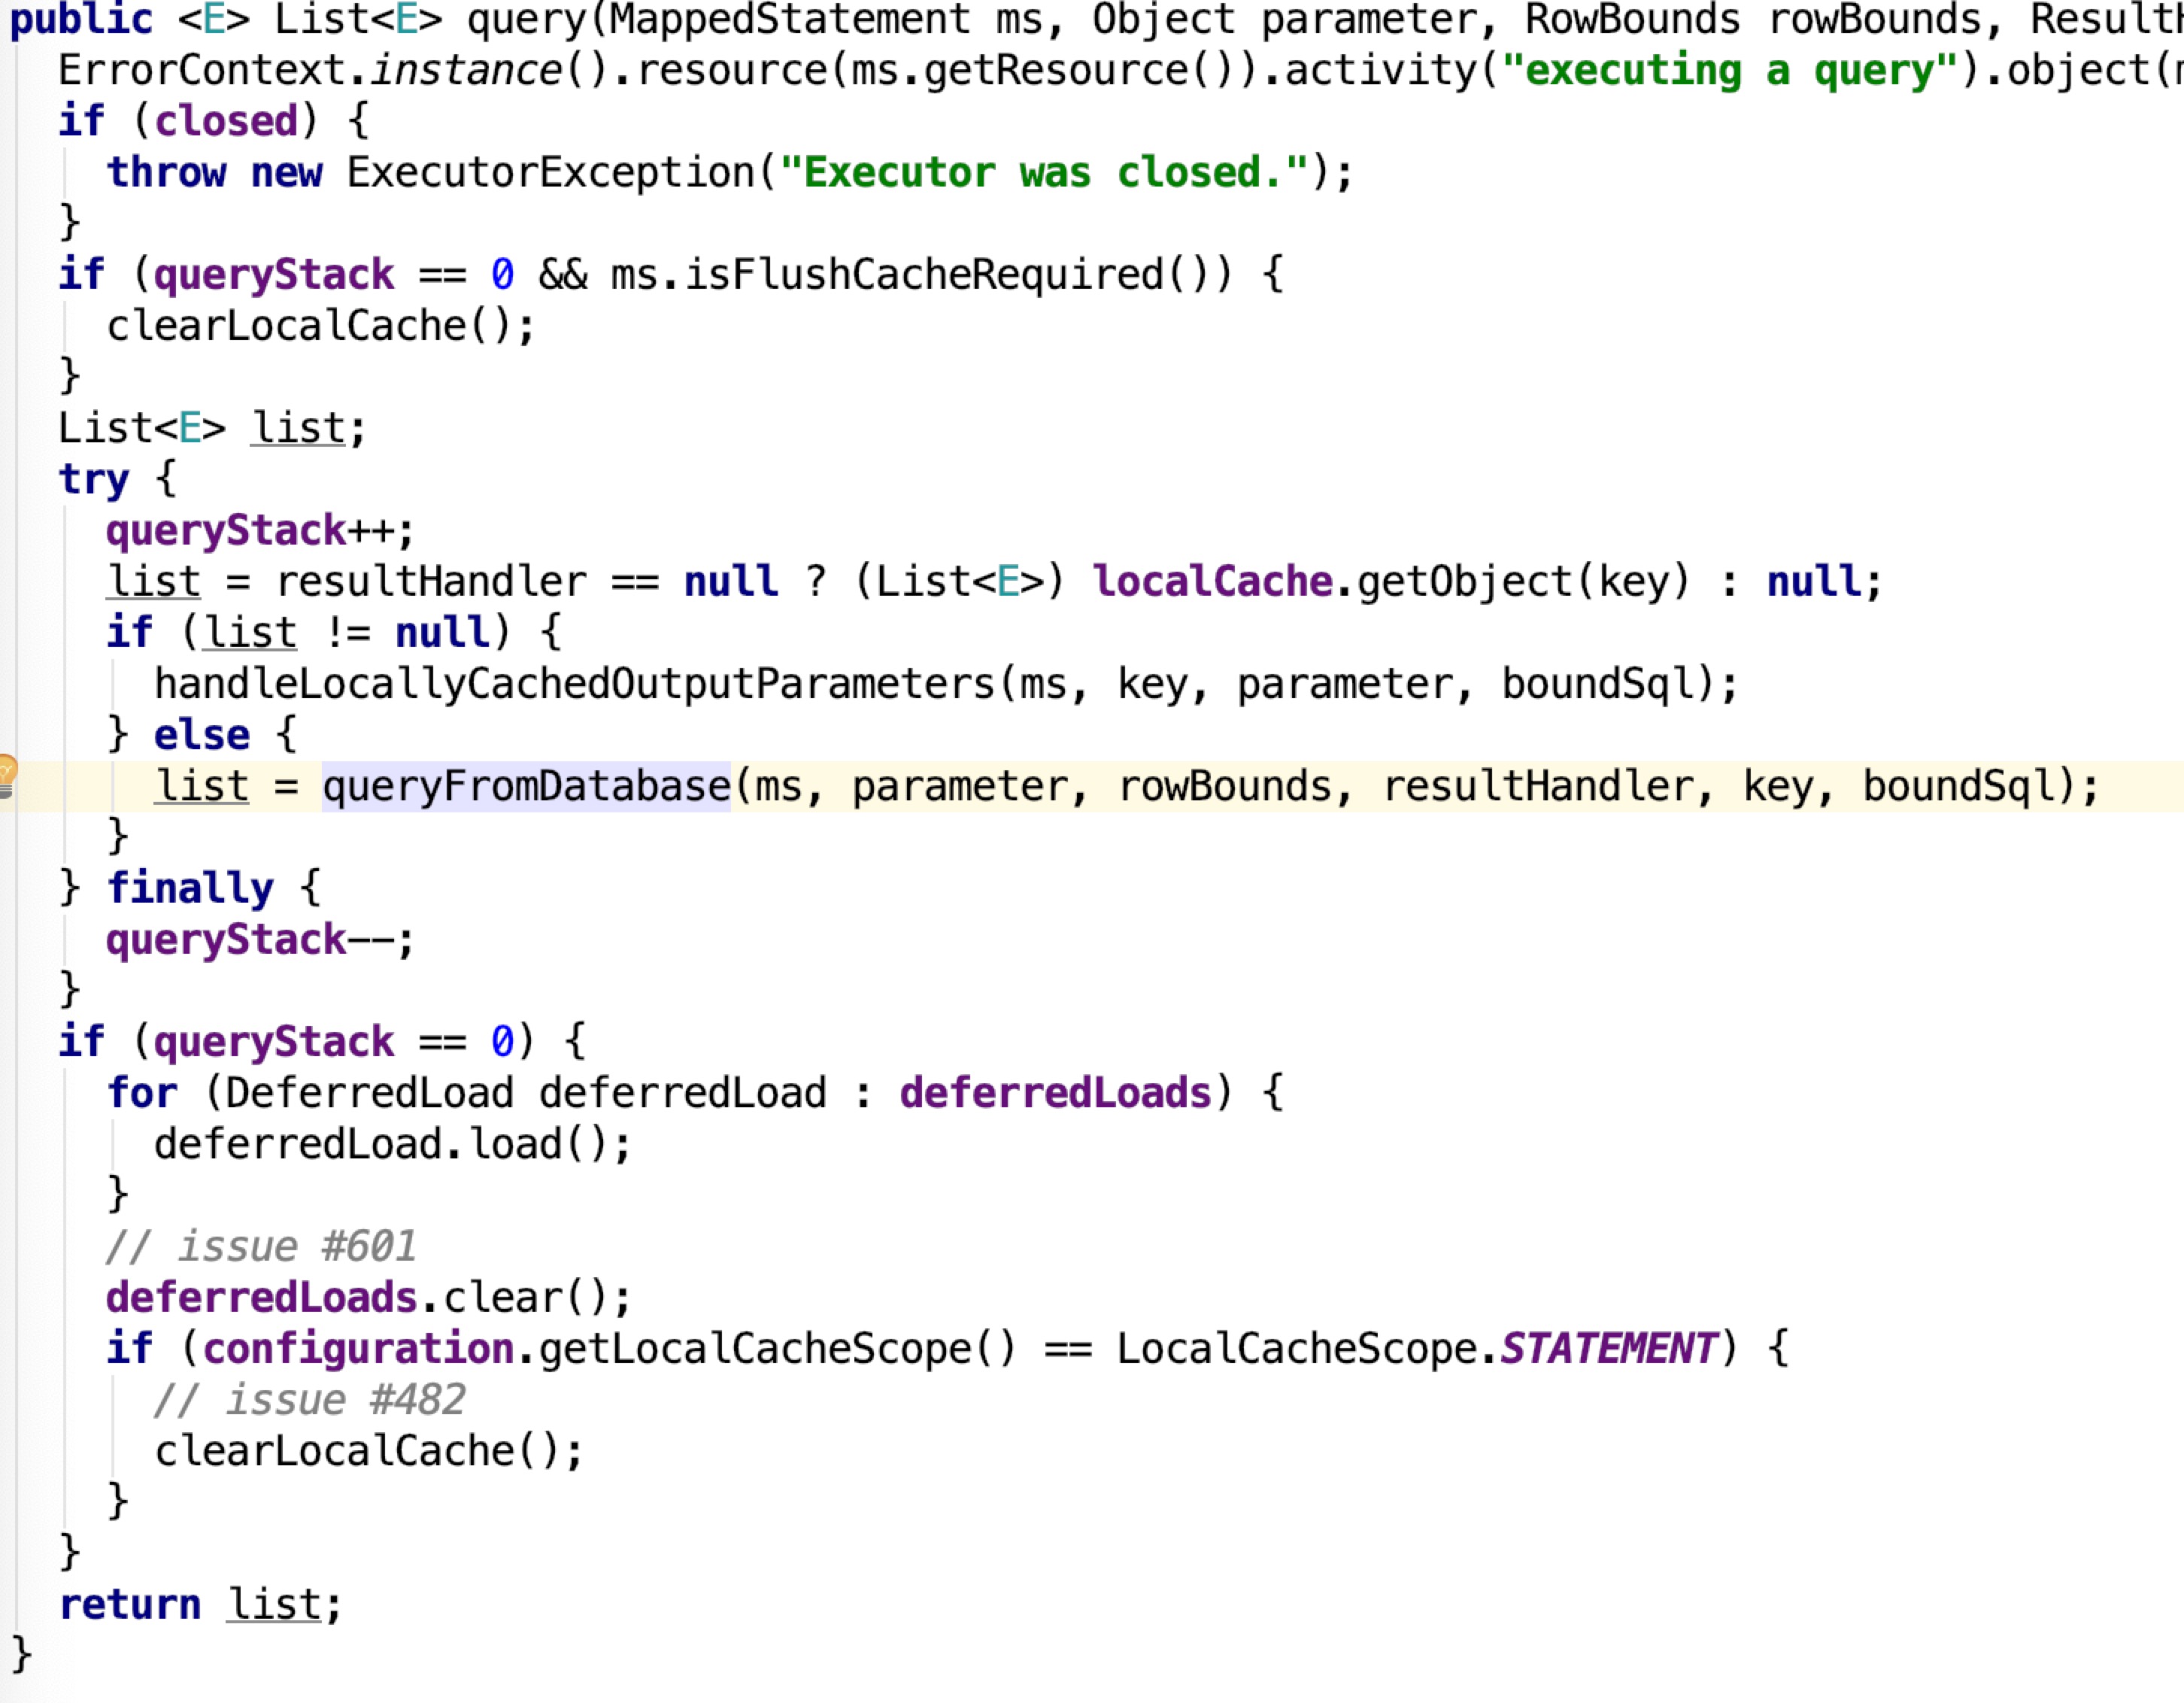 public <E> List<E> query(MappedStatement ms, Object parameter, RowBounds rowBounds,
ErrorContext.instance().resource(ms.getResource()).activity("executing a query").object(
if (closed) {
throw new ExecutorException("Executor was closed.");
}
if (queryStack == 0 && ms.isFlushCacheRequired()) {
clearLocalCache();
}
List<E> list;
try {
queryStack++;
list = resultHandler == null ? (List<E>) localCache.getObject(key) : null;
if (list != null) {
handleLocallyCachedOutputParameters(ms, key, parameter, boundSql);
} else {
list = queryFromDatabase(ms, parameter, rowBounds, resultHandler, key, boundSql);
}
} finally {
queryStack--;
}
if (queryStack == 0) {
for (DeferredLoad deferredLoad : deferredLoads) {
deferredLoad.load();
}
// issue #601
deferredLoads.clear();
if (configuration.getLocalCacheScope() == LocalCacheScope.STATEMENT) {
// issue #482
clearLocalCache();
}
}
return list;
}